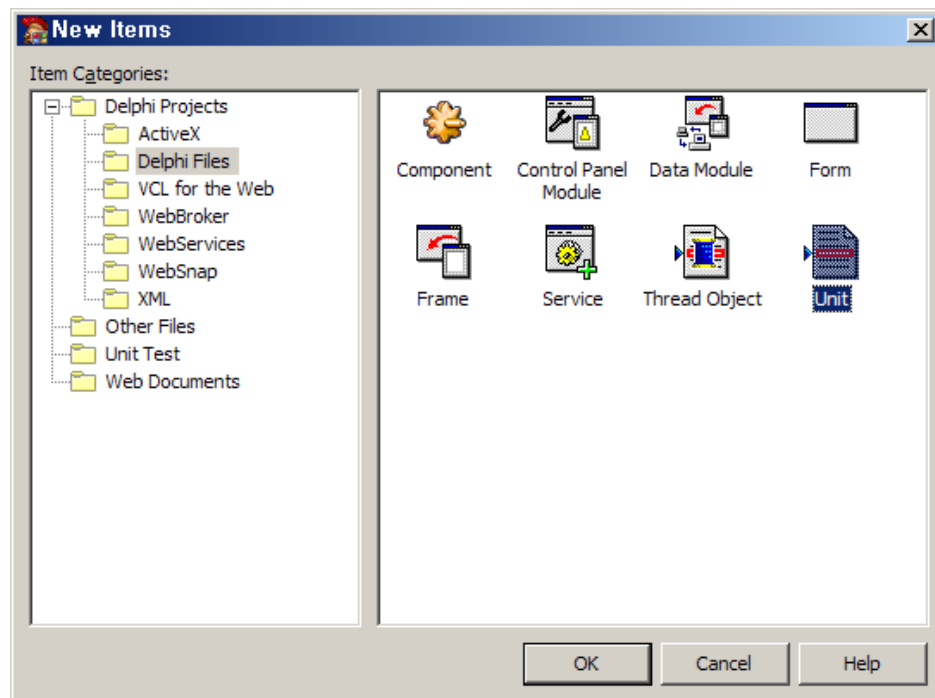 New Items
Item Categories:
Delphi Projects
ActiveX
Delphi Files
VCL for the Web
WebBroker
WebServices
WebSnap
XML
Other Files
Unit Test
Web Documents
Component
Control Panel
Module
Data Module
Form
Frame
Service
Thread Object
Unit
OK
Cancel
Help